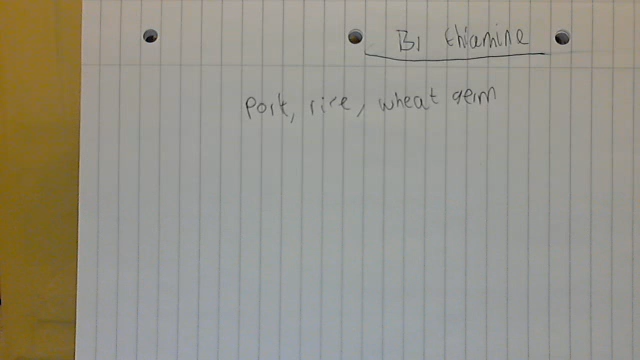 B1 thiamine
Pork, rice, wheat germ